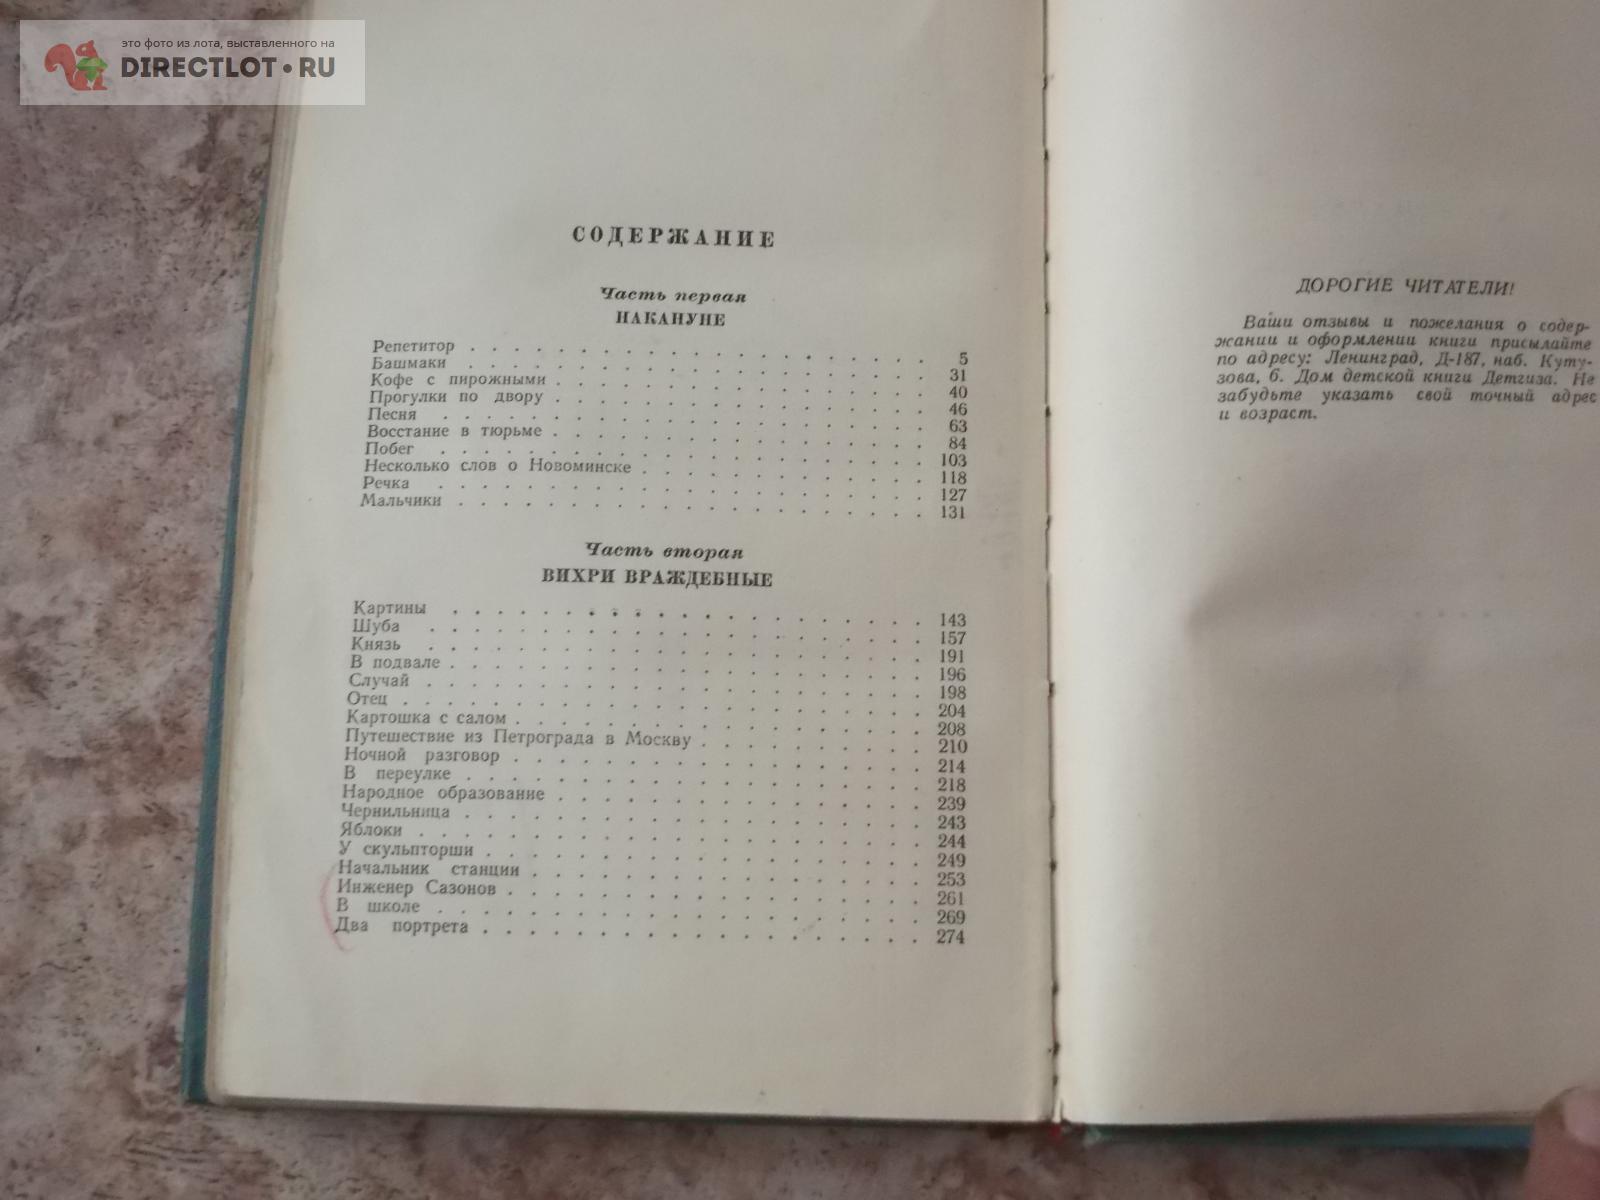 это фото из лота, выставленного на
DIRECTLOT.RU
СОДЕРЖАНИЕ
Часть первая
НАКАНУНЕ
Репетитор . . . . . . . . . . . . . . . . . . . . 5
Башмаки . . . . . . . . . . . . . . . . . . . . 31
Кофе с пирожными . . . . . . . . . . . . . . . . 40
Прогулки по двору . . . . . . . . . . . . . . . . 46
Песня . . . . . . . . . . . . . . . . . . . . . 63
Восстание в тюрьме . . . . . . . . . . . . . . . . 84
Побег . . . . . . . . . . . . . . . . . . . . . 103
Несколько слов о Новоминске . . . . . . . . . . . . 118
Речка . . . . . . . . . . . . . . . . . . . . . 127
Мальчики . . . . . . . . . . . . . . . . . . . . 131
Часть вторая
ВИХРИ ВРАЖДЕБНЫЕ
Картины . . . . . . . . . . . . . . . . . . . . 143
Шуба . . . . . . . . . . . . . . . . . . . . . 157
Князь . . . . . . . . . . . . . . . . . . . . . 191
В подвале . . . . . . . . . . . . . . . . . . . . 196
Случай . . . . . . . . . . . . . . . . . . . . . 198
Отец . . . . . . . . . . . . . . . . . . . . . . 204
Картошка с салом . . . . . . . . . . . . . . . . . 208
Путешествие из Петрограда в Москву . . . . . . . . . . 210
Ночной разговор . . . . . . . . . . . . . . . . . 214
В переулке . . . . . . . . . . . . . . . . . . . 218
Народное образование . . . . . . . . . . . . . . . 239
Чернильница . . . . . . . . . . . . . . . . . . . 243
Яблоки . . . . . . . . . . . . . . . . . . . . . 244
У скульпторши . . . . . . . . . . . . . . . . . . 249
Начальник станции . . . . . . . . . . . . . . . . 253
Инженер Сазонов . . . . . . . . . . . . . . . . . 261
В школе . . . . . . . . . . . . . . . . . . . . 269
Два портрета . . . . . . . . . . . . . . . . . . . 274
ДОРОГИЕ ЧИТАТЕЛИ!
Ваши отзывы и пожелания о содер-
жании и оформлении книги присылайте
по адресу: Ленинград, Д-187, наб. Куту-
зова, 6. Дом детской книги Детгиза. Не
забудьте указать свой точный адрес
и возраст.